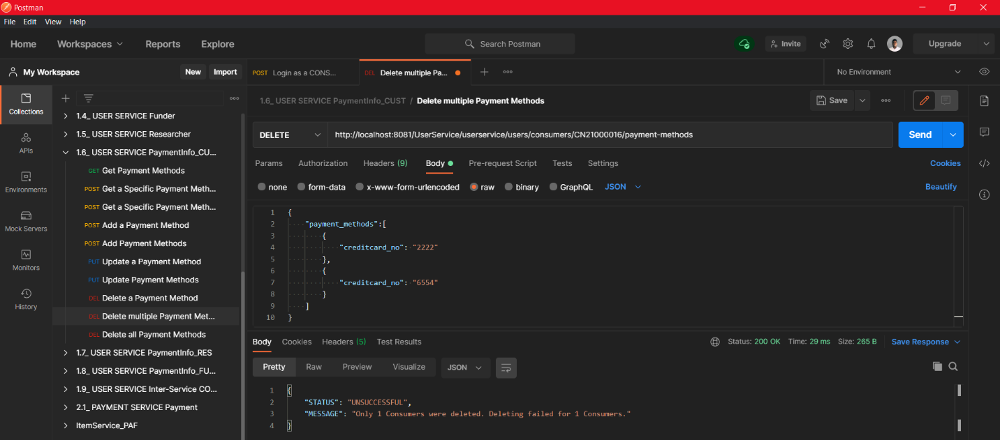 Postman
File Edit View Help
Home Workspaces Reports Explore Search Postman Invite Upgrade
My Workspace New Import POST Login as a CONS... DEL Delete multiple Pa... No Environment
Collections
APIs
Environments
Mock Servers
Monitors
History
1.4_ USER SERVICE Funder
1.5_ USER SERVICE Researcher
1.6_ USER SERVICE PaymentInfo_CU...
GET Get Payment Methods
POST Get a Specific Payment Meth...
POST Get a Specific Payment Meth...
POST Add a Payment Method
POST Add Payment Methods
PUT Update a Payment Method
PUT Update Payment Methods
DEL Delete a Payment Method
DEL Delete multiple Payment Met...
DEL Delete all Payment Methods
1.7_ USER SERVICE PaymentInfo_RES
1.8_ USER SERVICE PaymentInfo_FU...
1.9_ USER SERVICE Inter-Service CO...
2.1_ PAYMENT SERVICE Payment
ItemService_PAF
1.6_ USER SERVICE PaymentInfo_CUST / Delete multiple Payment Methods Save
DELETE http://localhost:8081/UserService/userservice/users/consumers/CN21000016/payment-methods Send
Params Authorization Headers (9) Body Pre-request Script Tests Settings Cookies
none form-data x-www-form-urlencoded raw binary GraphQL JSON Beautify
1 {
2 "payment_methods":[
3 {
4 "creditcard_no": "2222"
5 },
6 {
7 "creditcard_no": "6554"
8 }
9 ]
10 }
Body Cookies Headers (5) Test Results Status: 200 OK Time: 29 ms Size: 265 B Save Response
Pretty Raw Preview Visualize JSON
1 {
2 "STATUS": "UNSUCCESSFUL",
3 "MESSAGE": "Only 1 Consumers were deleted. Deleting failed for 1 Consumers."
4 }